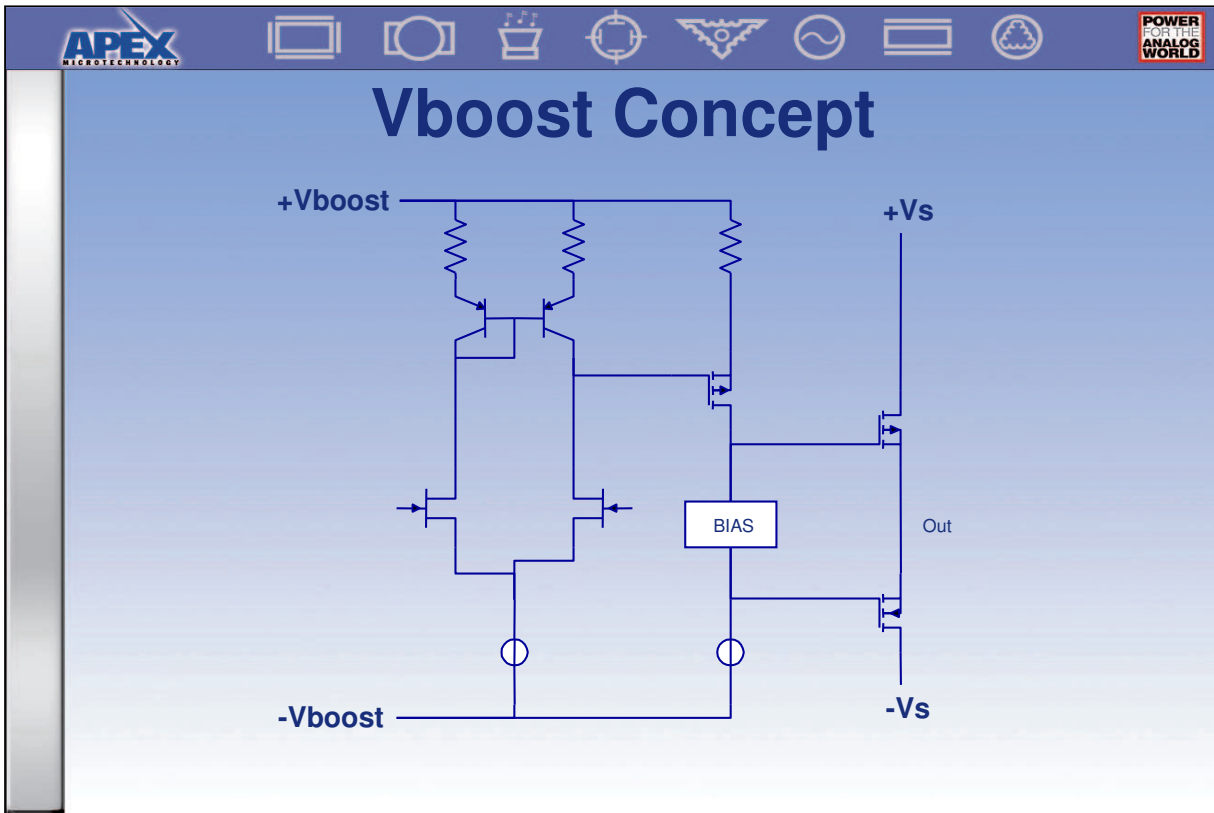 APEX
MICROTECHNOLOGY
POWER
FOR THE
ANALOG
WORLD
Vboost Concept
+Vboost
+Vs
BIAS
Out
-Vboost
-Vs